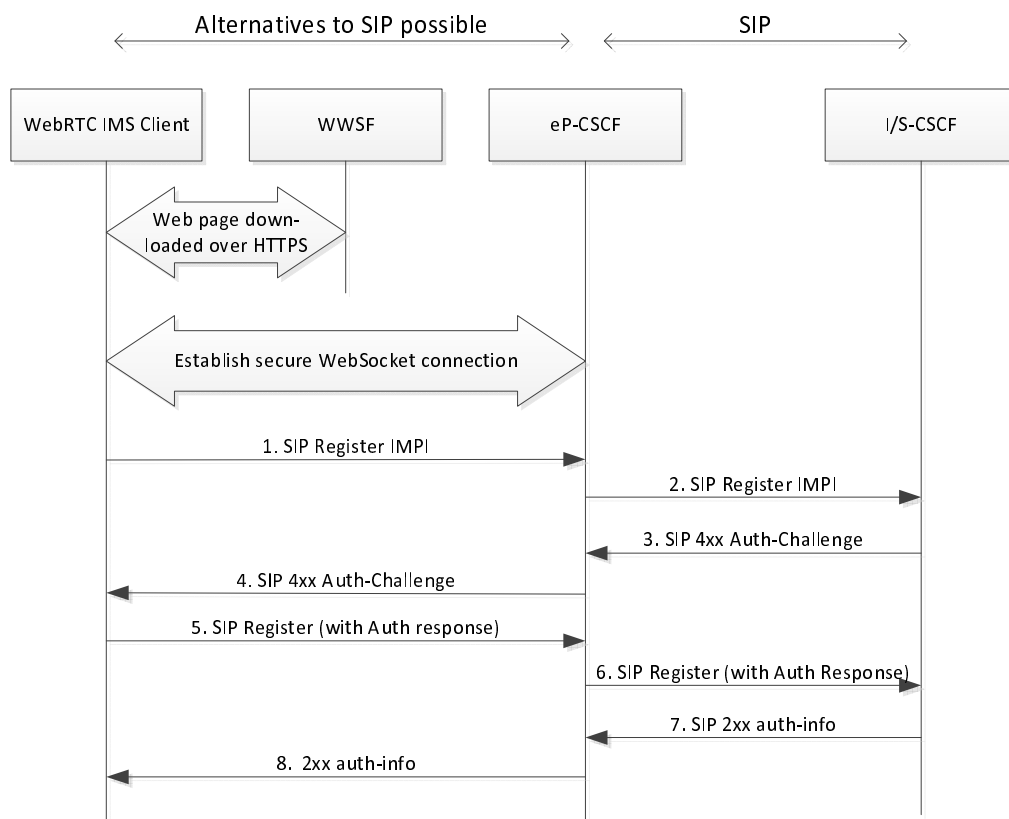 Alternatives to SIP possible
SIP
WebRTC IMS Client
WWSF
eP-CSCF
I/S-CSCF
Web page down-
loaded over HTTPS
Establish secure WebSocket connection
1. SIP Register IMPI
2. SIP Register IMPI
3. SIP 4xx Auth-Challenge
4. SIP 4xx Auth-Challenge
5. SIP Register (with Auth response)
6. SIP Register (with Auth Response)
7. SIP 2xx auth-info
8. 2xx auth-info